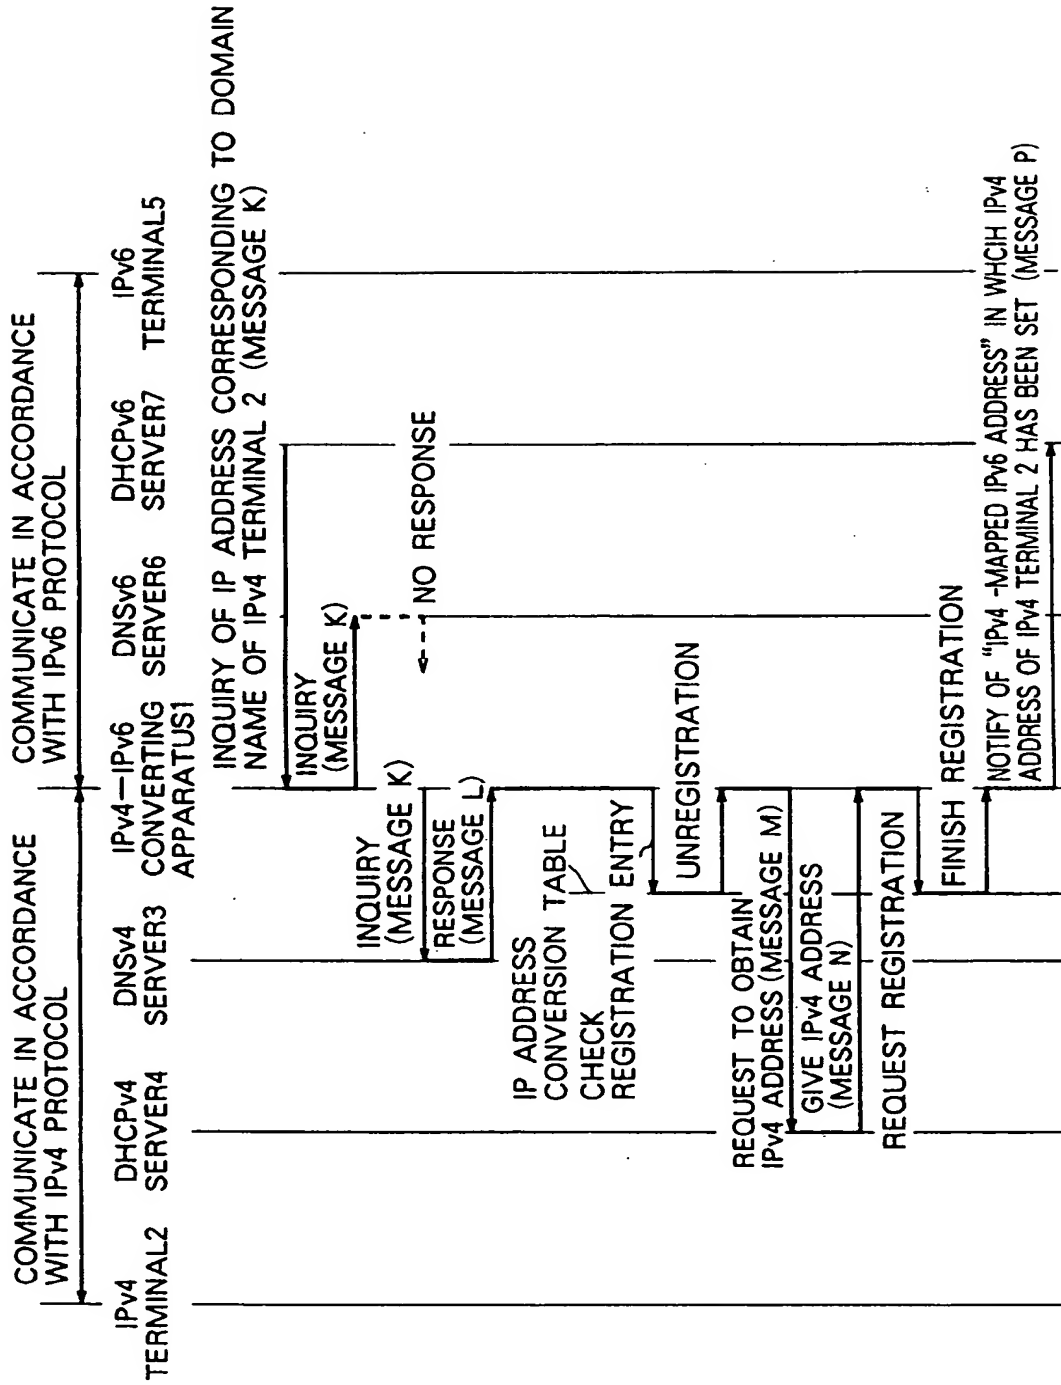 COMMUNICATE IN ACCORDANCE
WITH IPv4 PROTOCOL
COMMUNICATE IN ACCORDANCE
WITH IPv6 PROTOCOL
IPv4
TERMINAL2
DHCPv4
SERVER4
DNSv4
SERVER3
IPv4—IPv6
CONVERTING
APPARATUS1
DNSv6
SERVER6
DHCPv6
SERVER7
IPv6
TERMINAL5
INQUIRY OF IP ADDRESS CORRESPONDING TO DOMAIN
NAME OF IPv4 TERMINAL 2 (MESSAGE K)
INQUIRY
(MESSAGE K)
NO RESPONSE
INQUIRY
(MESSAGE K)
RESPONSE
(MESSAGE L)
IP ADDRESS
CONVERSION TABLE
CHECK
REGISTRATION ENTRY
UNREGISTRATION
REQUEST TO OBTAIN
IPv4 ADDRESS (MESSAGE M)
GIVE IPv4 ADDRESS
(MESSAGE N)
REQUEST REGISTRATION
FINISH REGISTRATION
NOTIFY OF "IPv4 -MAPPED IPv6 ADDRESS" IN WHCIH IPv4
ADDRESS OF IPv4 TERMINAL 2 HAS BEEN SET (MESSAGE P)